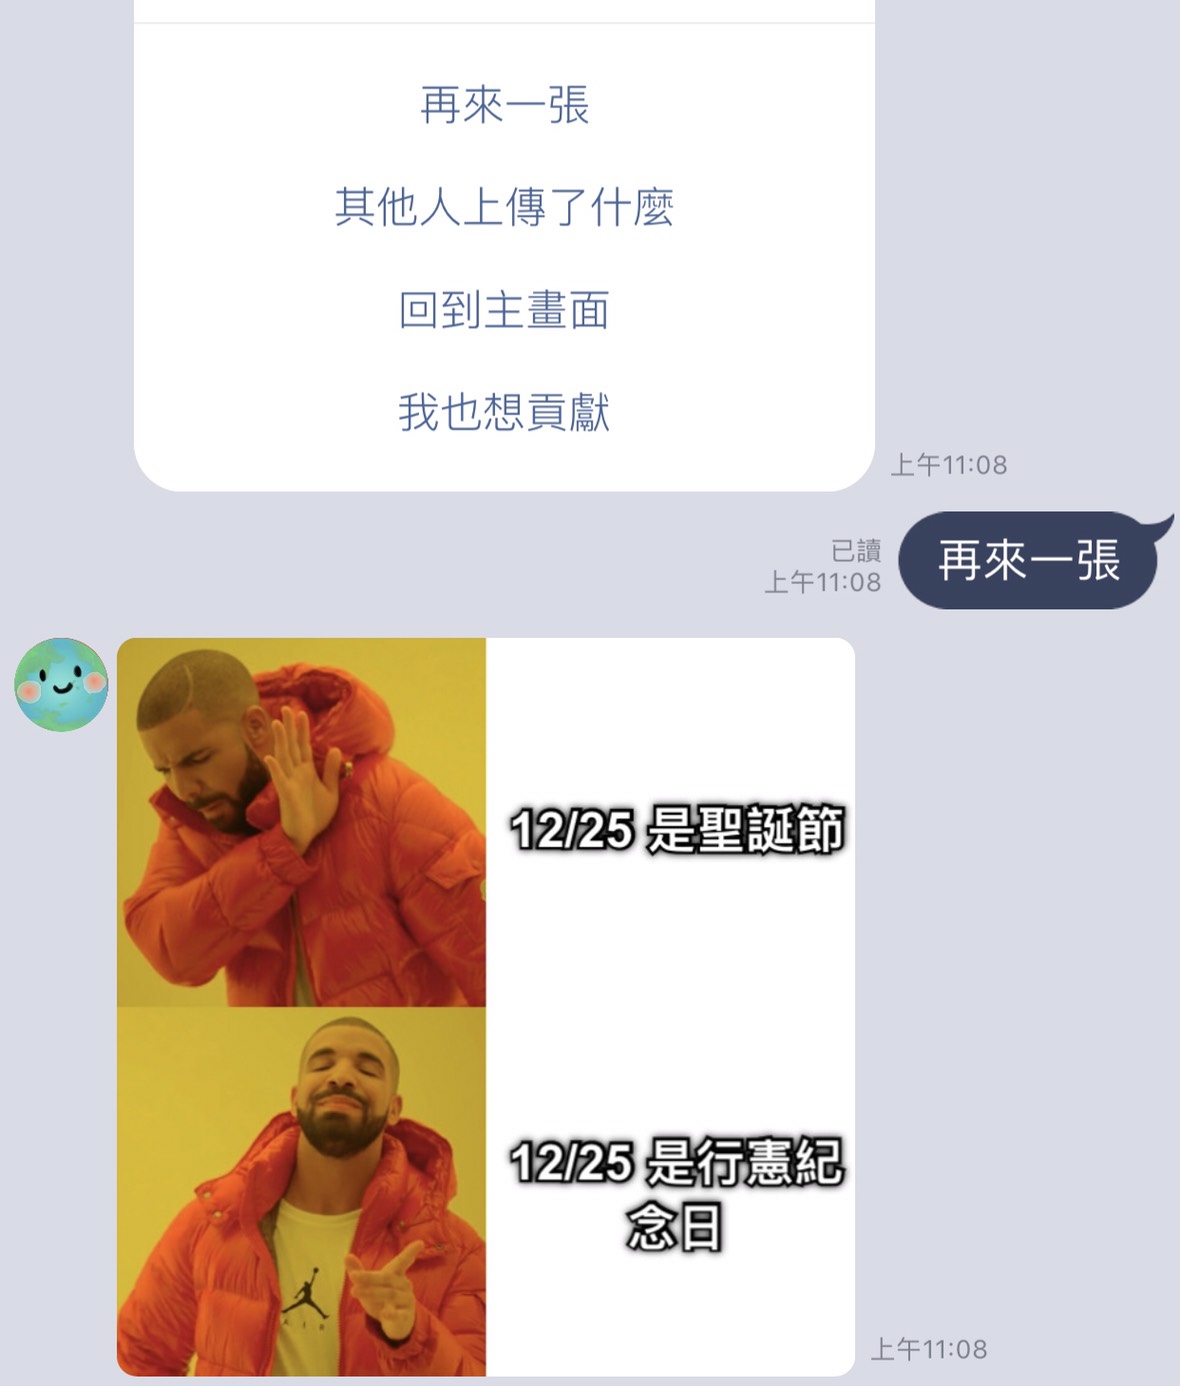 再來一張
其他人上傳了什麼
回到主畫面
我也想貢獻
上午11:08
已讀
上午11:08
再來一張
12/25 是聖誕節
12/25 是行憲紀
念日
AIR
上午11:08